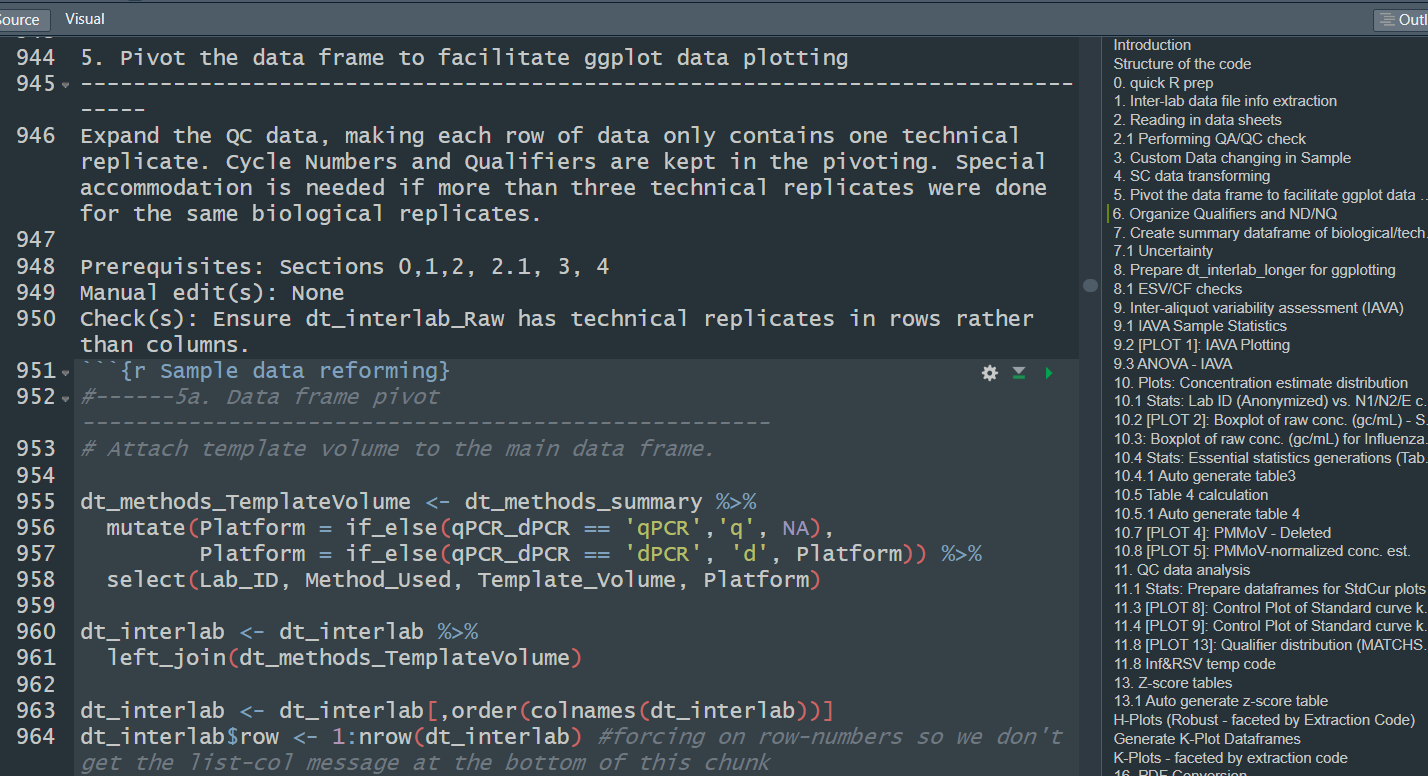 Source
Visual
Outl
944 5. Pivot the data frame to facilitate ggplot data plotting
945 ---------------------------------------------------------------------------
-----
946 Expand the QC data, making each row of data only contains one technical
replicate. Cycle Numbers and Qualifiers are kept in the pivoting. Special
accommodation is needed if more than three technical replicates were done
for the same biological replicates.
947
948 Prerequisites: Sections 0,1,2, 2.1, 3, 4
949 Manual edit(s): None
950 Check(s): Ensure dt_interlab_Raw has technical replicates in rows rather
than columns.
951 ```{r Sample data reforming}
952 #------5a. Data frame pivot
----------------------------------------------------
953 # Attach template volume to the main data frame.
954
955 dt_methods_TemplateVolume <- dt_methods_summary %>%
956 mutate(Platform = if_else(qPCR_dPCR == 'qPCR','q', NA),
957 Platform = if_else(qPCR_dPCR == 'dPCR', 'd', Platform)) %>%
958 select(Lab_ID, Method_Used, Template_Volume, Platform)
959
960 dt_interlab <- dt_interlab %>%
961 left_join(dt_methods_TemplateVolume)
962
963 dt_interlab <- dt_interlab[,order(colnames(dt_interlab))]
964 dt_interlab$row <- 1:nrow(dt_interlab) #forcing on row-numbers so we don't
get the list-col message at the bottom of this chunk
Introduction
Structure of the code
0. quick R prep
1. Inter-lab data file info extraction
2. Reading in data sheets
2.1 Performing QA/QC check
3. Custom Data changing in Sample
4. SC data transforming
5. Pivot the data frame to facilitate ggplot data ...
6. Organize Qualifiers and ND/NQ
7. Create summary dataframe of biological/tech...
7.1 Uncertainty
8. Prepare dt_interlab_longer for ggplotting
8.1 ESV/CF checks
9. Inter-aliquot variability assessment (IAVA)
9.1 IAVA Sample Statistics
9.2 [PLOT 1]: IAVA Plotting
9.3 ANOVA - IAVA
10. Plots: Concentration estimate distribution
10.1 Stats: Lab ID (Anonymized) vs. N1/N2/E c...
10.2 [PLOT 2]: Boxplot of raw conc. (gc/mL) - S...
10.3: Boxplot of raw conc. (gc/mL) for Influenza...
10.4 Stats: Essential statistics generations (Tab...
10.4.1 Auto generate table3
10.5 Table 4 calculation
10.5.1 Auto generate table 4
10.7 [PLOT 4]: PMMoV - Deleted
10.8 [PLOT 5]: PMMoV-normalized conc. est.
11. QC data analysis
11.1 Stats: Prepare dataframes for StdCur plots
11.3 [PLOT 8]: Control Plot of Standard curve k...
11.4 [PLOT 9]: Control Plot of Standard curve k...
11.8 [PLOT 13]: Qualifier distribution (MATCHS...
11.8 Inf&RSV temp code
13. Z-score tables
13.1 Auto generate z-score table
H-Plots (Robust - faceted by Extraction Code)
Generate K-Plot Dataframes
K-Plots - faceted by extraction code
16. PDF Conversion